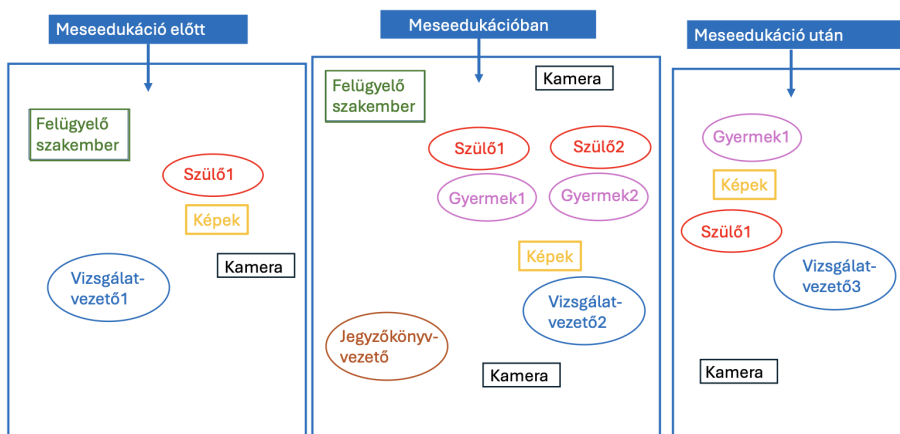 Meseedukáció előtt
Felügyelő
szakember
Szülő1
Képek
Kamera
Vizsgálat-
vezető1
Meseedukációban
Kamera
Felügyelő
szakember
Szülő1
Szülő2
Gyermek1
Gyermek2
Képek
Vizsgálat-
vezető2
Jegyzőkönyv-
vezető
Kamera
Meseedukáció után
Gyermek1
Képek
Szülő1
Vizsgálat-
vezető3
Kamera